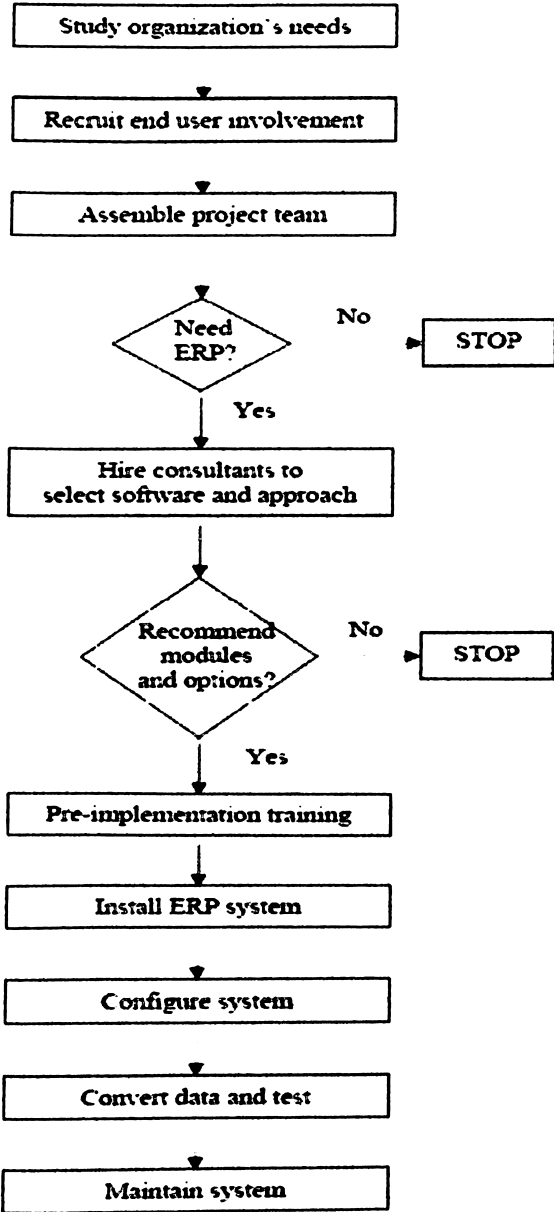 Study organization's needs
Recruit end user involvement
Assemble project team
Need
ERP?
No
STOP
Yes
Hire consultants to
select software and approach
Recommend
modules
and options?
No
STOP
Yes
Pre-implementation training
Install ERP system
Configure system
Convert data and test
Maintain system